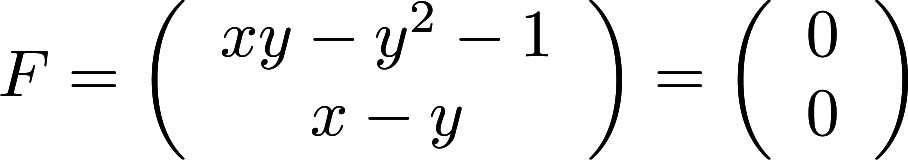 F = ( xy − y² − 1 ) = ( 0 )
( x − y ) ( 0 )